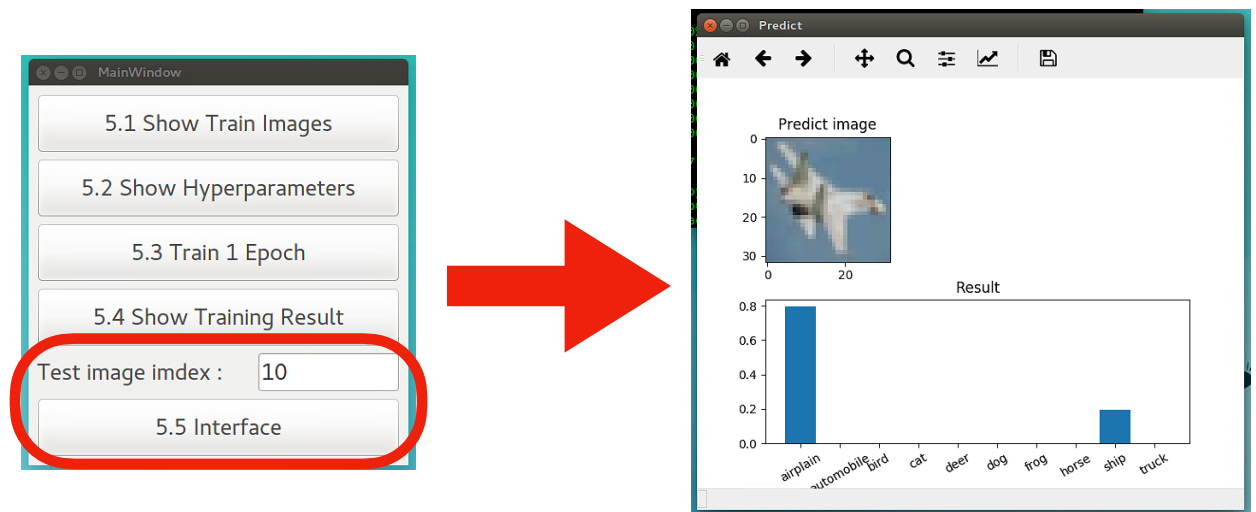 MainWindow
5.1 Show Train Images
5.2 Show Hyperparameters
5.3 Train 1 Epoch
5.4 Show Training Result
Test image imdex : 10
5.5 Interface
Predict
Predict image
0
10
20
30
0 20
Result
0.8
0.6
0.4
0.2
0.0
airplain automobile bird cat deer dog frog horse ship truck